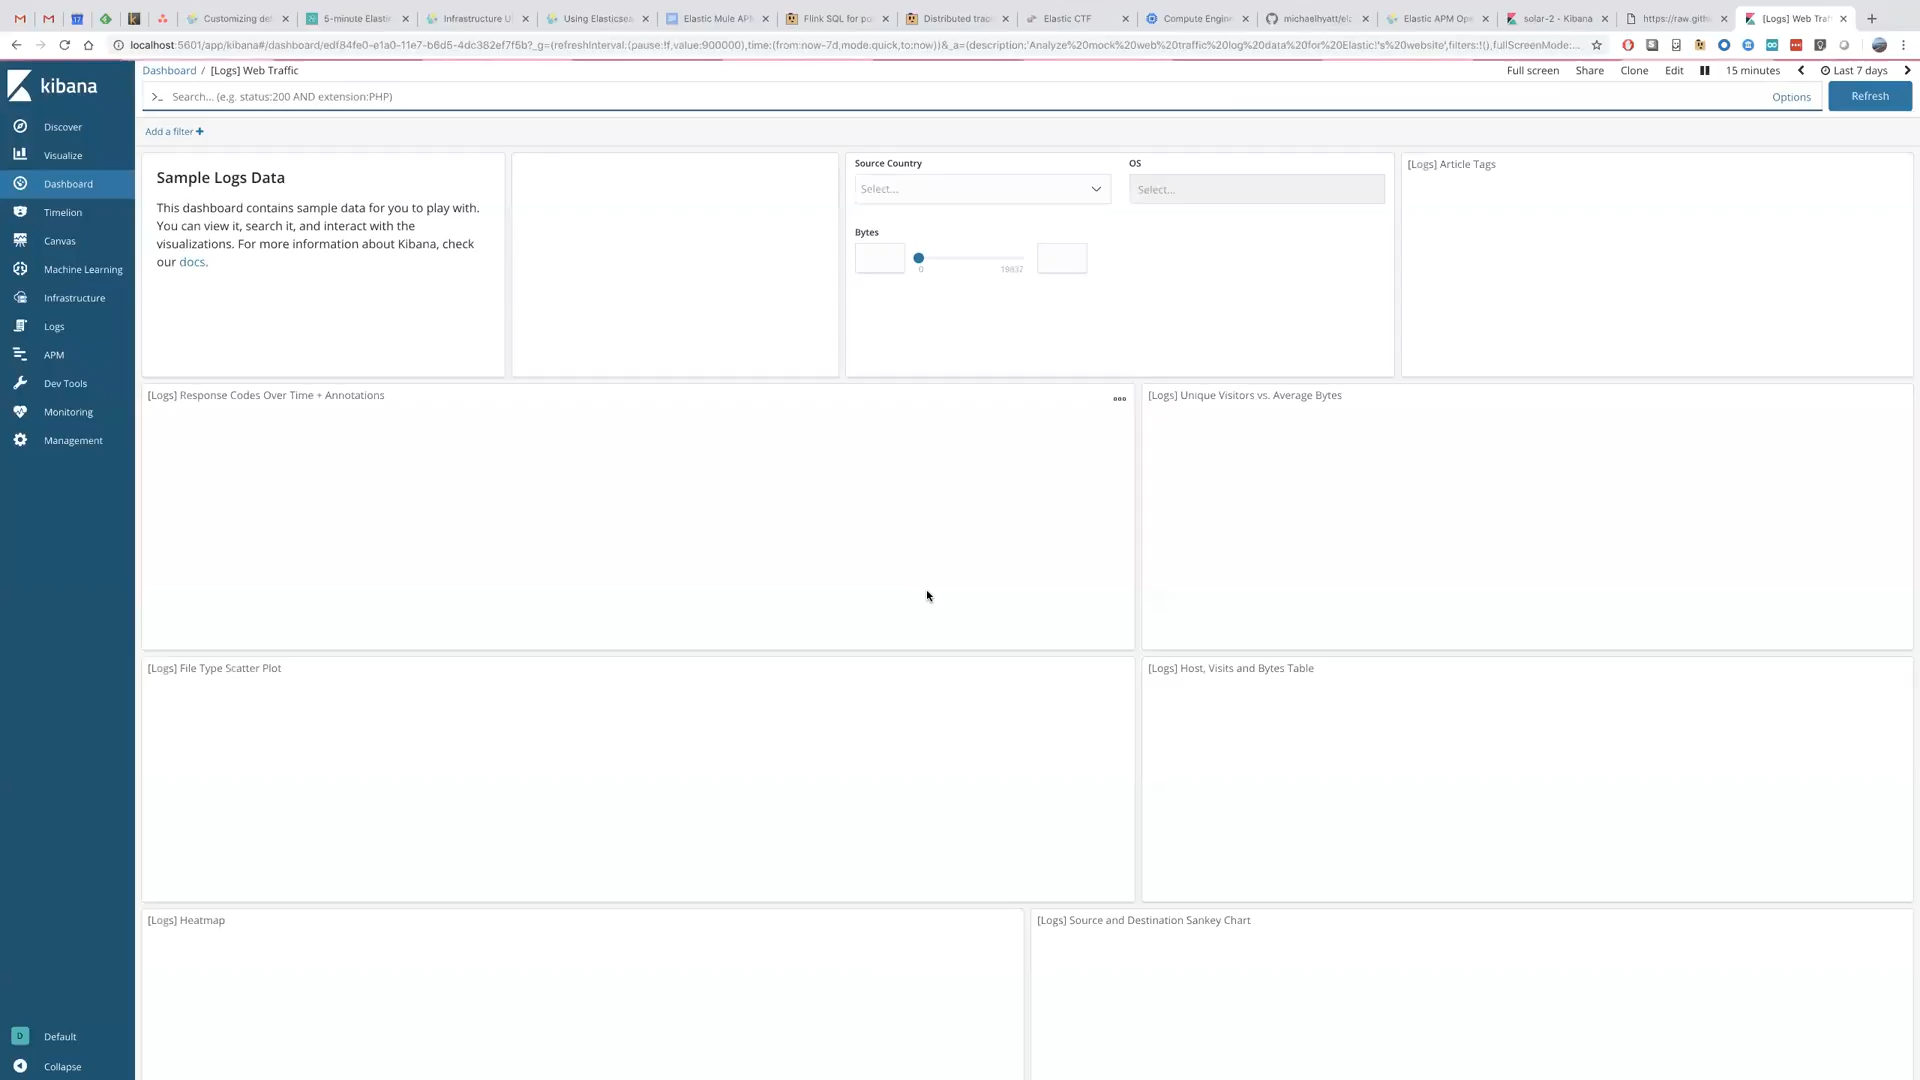 Customizing def
5-minute Elasti
Infrastructure U
Using Elasticsea
Elastic Mule APM
Flink SQL for po
Distributed trac
Elastic CTF
Compute Engin
michaelhyatt/ela
Elastic APM Ope
solar-2 - Kibana
https://raw.gith
[Logs] Web Traf
localhost:5601/app/kibana#/dashboard/edf84fe0-e1a0-11e7-b6d5-4dc382ef7f5b?_g=(refreshInterval:(pause:!f,value:900000),time:(from:now-7d,mode:quick,to:now))&_a=(description:'Analyze%20mock%20web%20traffic%20log%20data%20for%20Elastic!'s%20website',filters:!(),fullScreenMode:...
kibana
Dashboard / [Logs] Web Traffic
Full screen Share Clone Edit 15 minutes Last 7 days
>_ Search... (e.g. status:200 AND extension:PHP)
Options
Refresh
Add a filter +
Discover
Visualize
Dashboard
Timelion
Canvas
Machine Learning
Infrastructure
Logs
APM
Dev Tools
Monitoring
Management
D Default
Collapse
Sample Logs Data
This dashboard contains sample data for you to play with.
You can view it, search it, and interact with the
visualizations. For more information about Kibana, check
our docs.
Source Country
Select...
OS
Select...
Bytes
0 19837
[Logs] Article Tags
[Logs] Response Codes Over Time + Annotations
[Logs] Unique Visitors vs. Average Bytes
[Logs] File Type Scatter Plot
[Logs] Host, Visits and Bytes Table
[Logs] Heatmap
[Logs] Source and Destination Sankey Chart